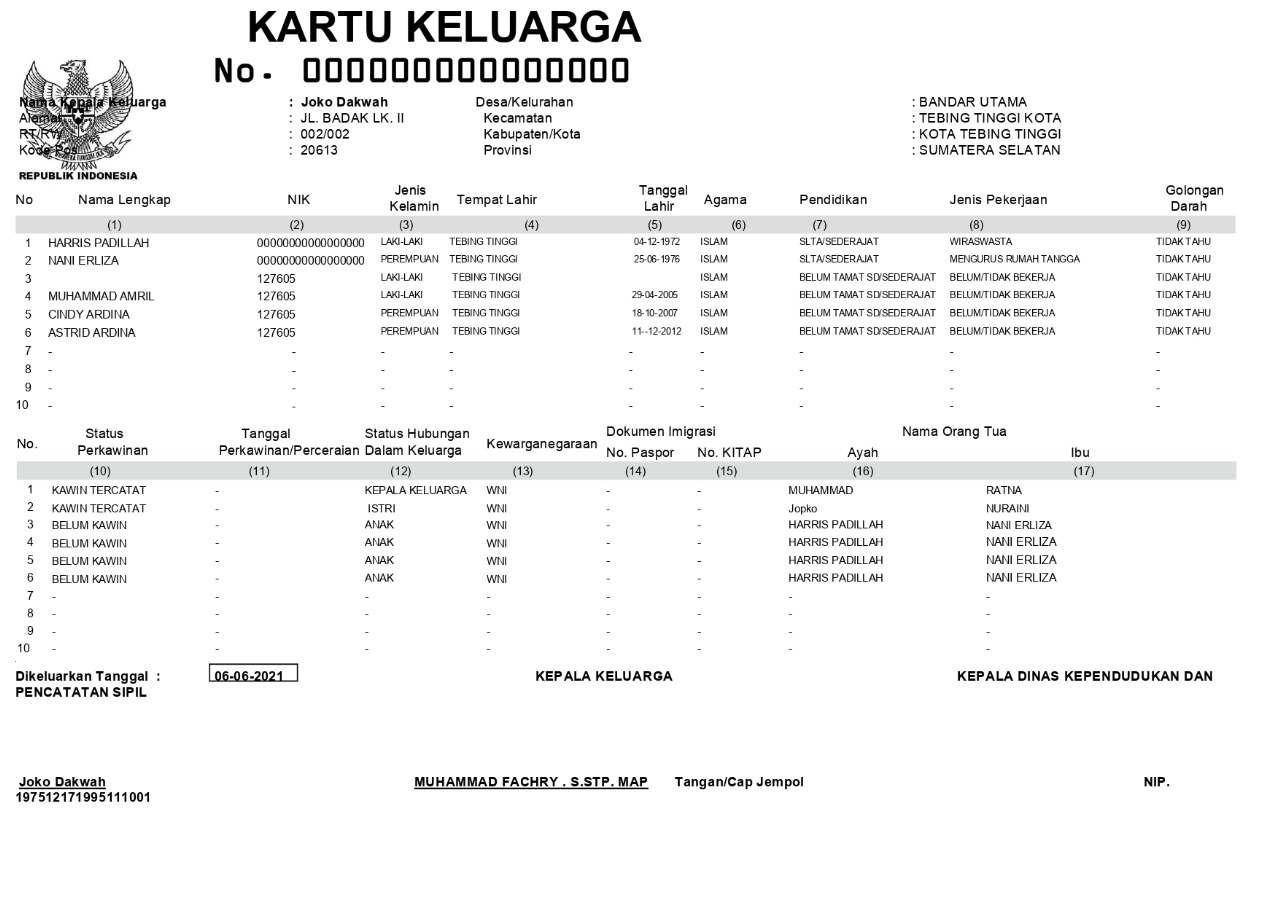 KARTU KELUARGA
No. 0000000000000000
Nama Kepala Keluarga : Joko Dakwah Desa/Kelurahan : BANDAR UTAMA
Alamat : JL. BADAK LK. II Kecamatan : TEBING TINGGI KOTA
RT/RW : 002/002 Kabupaten/Kota : KOTA TEBING TINGGI
Kode Pos : 20613 Provinsi : SUMATERA SELATAN
REPUBLIK INDONESIA
No Nama Lengkap NIK Jenis Kelamin Tempat Lahir Tanggal Lahir Agama Pendidikan Jenis Pekerjaan Golongan Darah
(1) (2) (3) (4) (5) (6) (7) (8) (9)
1 HARRIS PADILLAH 0000000000000000 LAKI-LAKI TEBING TINGGI 04-12-1972 ISLAM SLTA/SEDERAJAT WIRASWASTA TIDAK TAHU
2 NANI ERLIZA 0000000000000000 PEREMPUAN TEBING TINGGI 25-06-1976 ISLAM SLTA/SEDERAJAT MENGURUS RUMAH TANGGA TIDAK TAHU
3 127605 LAKI-LAKI TEBING TINGGI ISLAM BELUM TAMAT SD/SEDERAJAT BELUM/TIDAK BEKERJA TIDAK TAHU
4 MUHAMMAD AMRIL 127605 LAKI-LAKI TEBING TINGGI 29-04-2005 ISLAM BELUM TAMAT SD/SEDERAJAT BELUM/TIDAK BEKERJA TIDAK TAHU
5 CINDY ARDINA 127605 PEREMPUAN TEBING TINGGI 18-10-2007 ISLAM BELUM TAMAT SD/SEDERAJAT BELUM/TIDAK BEKERJA TIDAK TAHU
6 ASTRID ARDINA 127605 PEREMPUAN TEBING TINGGI 11--12-2012 ISLAM BELUM TAMAT SD/SEDERAJAT BELUM/TIDAK BEKERJA TIDAK TAHU
7 - - - - - - - - -
8 - - - - - - - - -
9 - - - - - - - - -
10 - - - - - - - - -
No. Status Perkawinan Tanggal Perkawinan/Perceraian Status Hubungan Dalam Keluarga Kewarganegaraan Dokumen Imigrasi Nama Orang Tua
No. Paspor No. KITAP Ayah Ibu
(10) (11) (12) (13) (14) (15) (16) (17)
1 KAWIN TERCATAT - KEPALA KELUARGA WNI - - MUHAMMAD RATNA
2 KAWIN TERCATAT - ISTRI WNI - - Jopko NURAINI
3 BELUM KAWIN - ANAK WNI - - HARRIS PADILLAH NANI ERLIZA
4 BELUM KAWIN - ANAK WNI - - HARRIS PADILLAH NANI ERLIZA
5 BELUM KAWIN - ANAK WNI - - HARRIS PADILLAH NANI ERLIZA
6 BELUM KAWIN - ANAK WNI - - HARRIS PADILLAH NANI ERLIZA
7 - - - - - - - -
8 - - - - - - - -
9 - - - - - - - -
10 - - - - - - - -
Dikeluarkan Tanggal : 06-06-2021 KEPALA KELUARGA KEPALA DINAS KEPENDUDUKAN DAN
PENCATATAN SIPIL
Joko Dakwah MUHAMMAD FACHRY . S.STP. MAP Tangan/Cap Jempol NIP.
197512171995111001